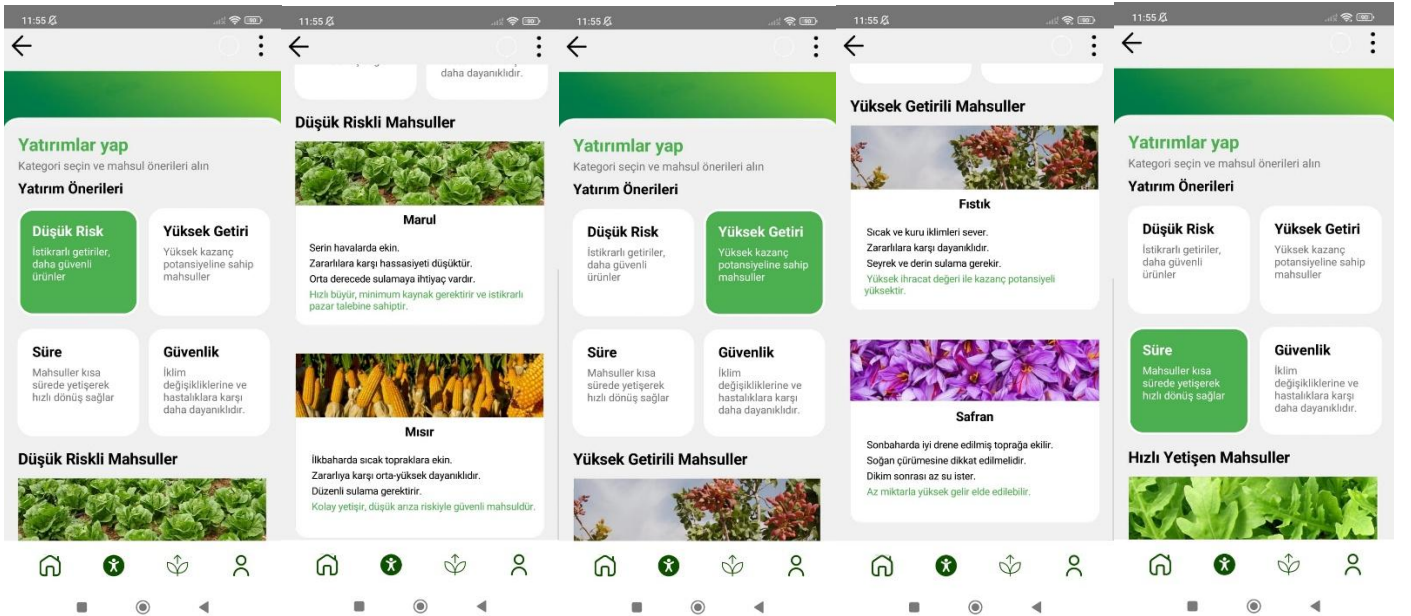 11:55
90
Yatırımlar yap
Kategori seçin ve mahsul önerileri alın
Yatırım Önerileri
Düşük Risk
İstikrarlı getiriler,
daha güvenli
ürünler
Yüksek Getiri
Yüksek kazanç
potansiyeline sahip
mahsuller
Süre
Mahsuller kısa
sürede yetişerek
hızlı dönüş sağlar
Güvenlik
İklim
değişikliklerine ve
hastalıklara karşı
daha dayanıklıdır.
Düşük Riskli Mahsuller
11:55
90
daha dayanıklıdır.
Düşük Riskli Mahsuller
Marul
Serin havalarda ekin.
Zararlılara karşı hassasiyeti düşüktür.
Orta derecede sulamaya ihtiyaç vardır.
Hızlı büyür, minimum kaynak gerektirir ve istikrarlı
pazar talebine sahiptir.
Mısır
İlkbaharda sıcak topraklara ekin.
Zararlıya karşı orta-yüksek dayanıklıdır.
Düzenli sulama gerektirir.
Kolay yetişir, düşük arıza riskiyle güvenli mahsuldür.
11:55
90
Yatırımlar yap
Kategori seçin ve mahsul önerileri alın
Yatırım Önerileri
Düşük Risk
İstikrarlı getiriler,
daha güvenli
ürünler
Yüksek Getiri
Yüksek kazanç
potansiyeline sahip
mahsuller
Süre
Mahsuller kısa
sürede yetişerek
hızlı dönüş sağlar
Güvenlik
İklim
değişikliklerine ve
hastalıklara karşı
daha dayanıklıdır.
Yüksek Getirili Mahsuller
11:55
90
Yüksek Getirili Mahsuller
Fıstık
Sıcak ve kuru iklimleri sever.
Zararlılara karşı dayanıklıdır.
Seyrek ve derin sulama gerekir.
Yüksek ihracat değeri ile kazanç potansiyeli
yüksektir.
Safran
Sonbaharda iyi drene edilmiş toprağa ekilir.
Soğan çürümesine dikkat edilmelidir.
Dikim sonrası az su ister.
Az miktarla yüksek gelir elde edilebilir.
11:55
90
Yatırımlar yap
Kategori seçin ve mahsul önerileri alın
Yatırım Önerileri
Düşük Risk
İstikrarlı getiriler,
daha güvenli
ürünler
Yüksek Getiri
Yüksek kazanç
potansiyeline sahip
mahsuller
Süre
Mahsuller kısa
sürede yetişerek
hızlı dönüş sağlar
Güvenlik
İklim
değişikliklerine ve
hastalıklara karşı
daha dayanıklıdır.
Hızlı Yetişen Mahsuller